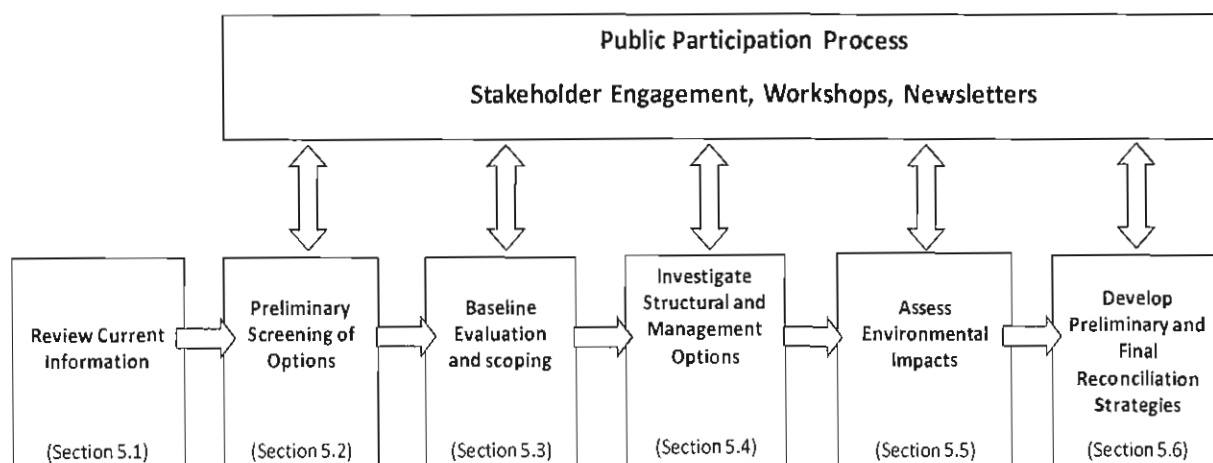 Public Participation Process
Stakeholder Engagement, Workshops, Newsletters
Review Current
Information
(Section 5.1)
Preliminary
Screening of
Options
(Section 5.2)
Baseline
Evaluation
and scoping
(Section 5.3)
Investigate
Structural and
Management
Options
(Section 5.4)
Assess
Environmental
Impacts
(Section 5.5)
Develop
Preliminary and
Final
Reconciliation
Strategies
(Section 5.6)